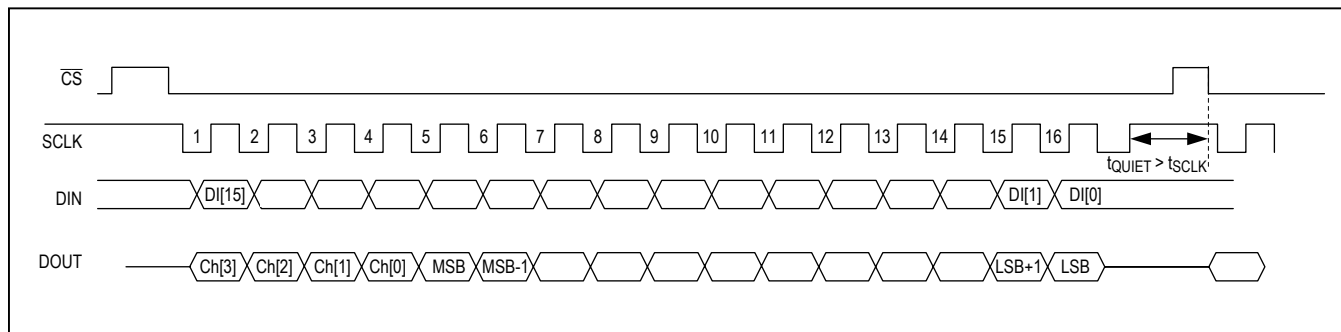 CS
SCLK 1 2 3 4 5 6 7 8 9 10 11 12 13 14 15 16
tQUIET > tSCLK
DIN DI[15] DI[1] DI[0]
DOUT Ch[3] Ch[2] Ch[1] Ch[0] MSB MSB-1 LSB+1 LSB